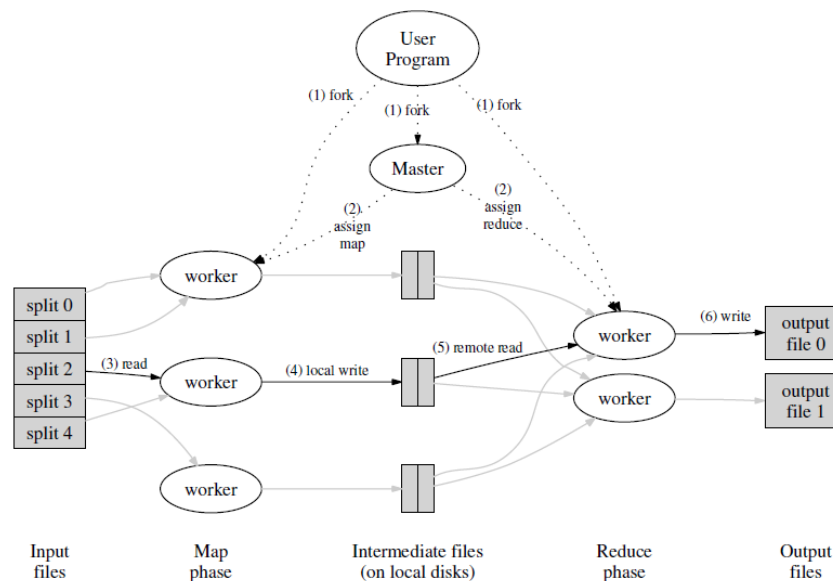 User
Program
(1) fork
(1) fork
(1) fork
Master
(2)
assign
map
(2)
assign
reduce
worker
split 0
split 1
split 2
split 3
split 4
(3) read
worker
(4) local write
(5) remote read
worker
(6) write
output
file 0
worker
output
file 1
worker
Input
files
Map
phase
Intermediate files
(on local disks)
Reduce
phase
Output
files